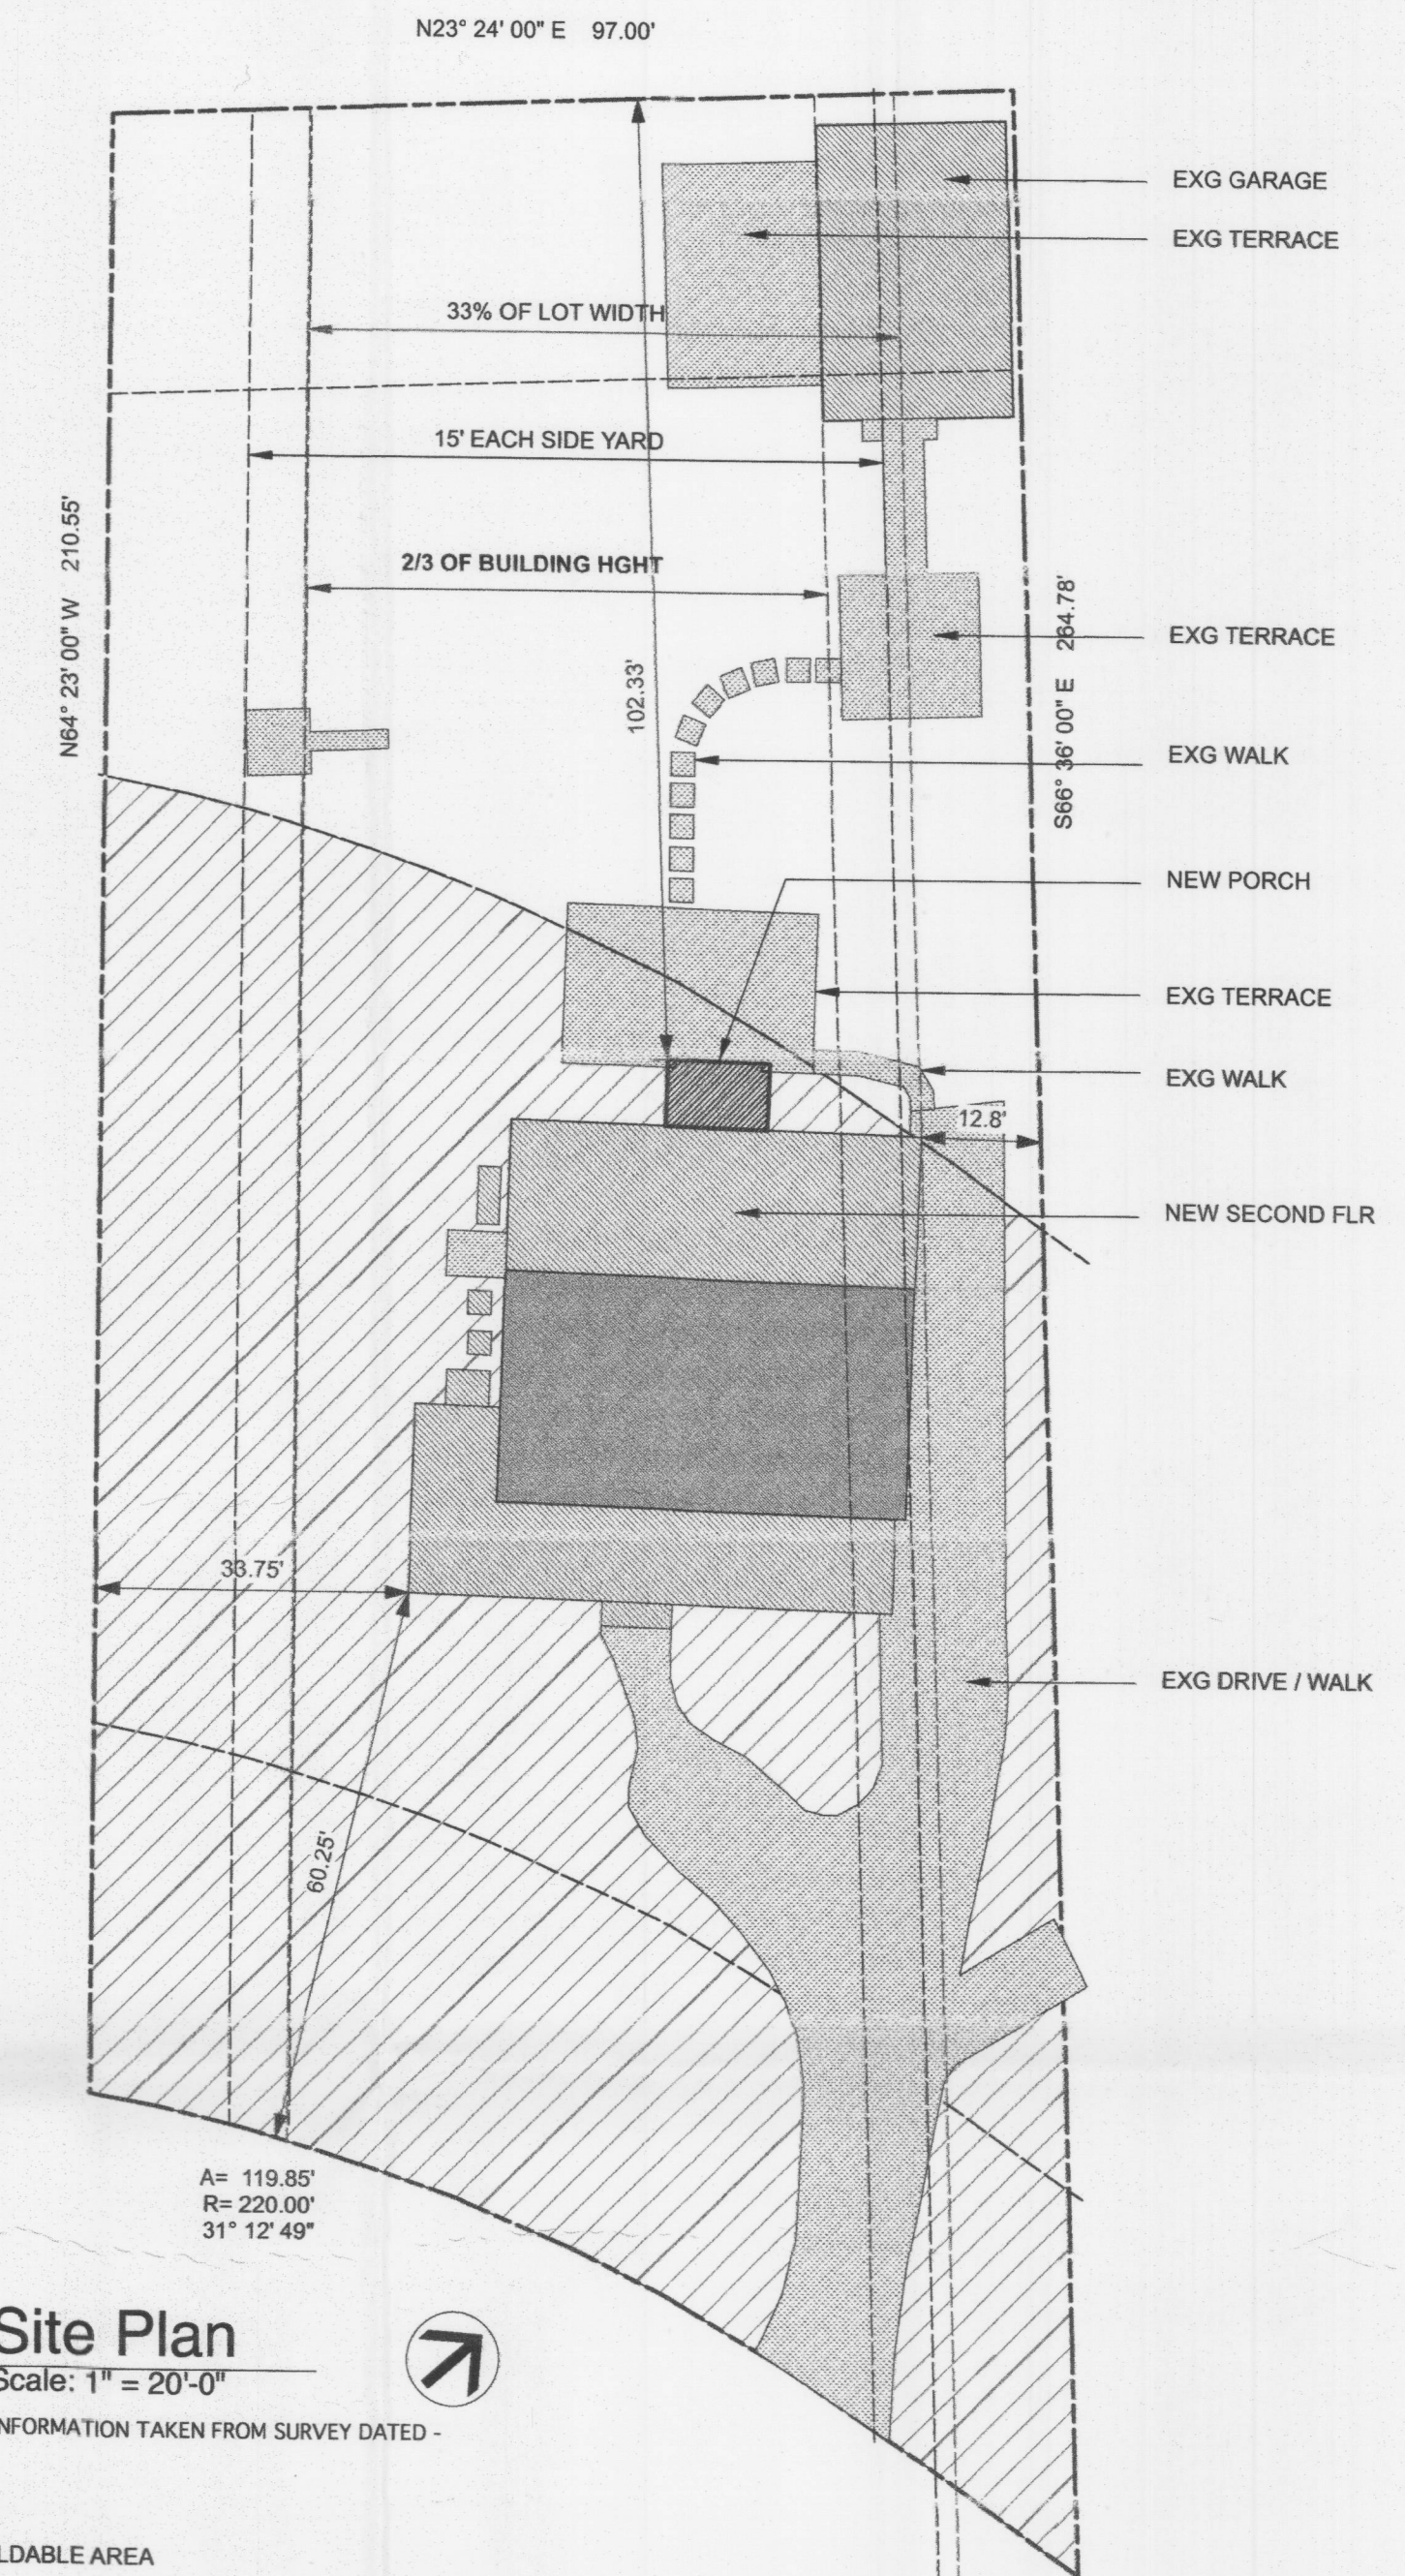 N23° 24' 00" E 97.00'
EXG GARAGE
EXG TERRACE
33% OF LOT WIDTH
15' EACH SIDE YARD
2/3 OF BUILDING HGHT
N64° 23' 00" W 210.55'
S66° 36' 00" E 264.78'
102.33'
EXG TERRACE
EXG WALK
NEW PORCH
EXG TERRACE
EXG WALK
12.8'
NEW SECOND FLR
33.75'
EXG DRIVE / WALK
60.25'
A= 119.85'
R= 220.00'
31° 12' 49"
Site Plan
Scale: 1" = 20'-0"
NFORMATION TAKEN FROM SURVEY DATED -
LDABLE AREA